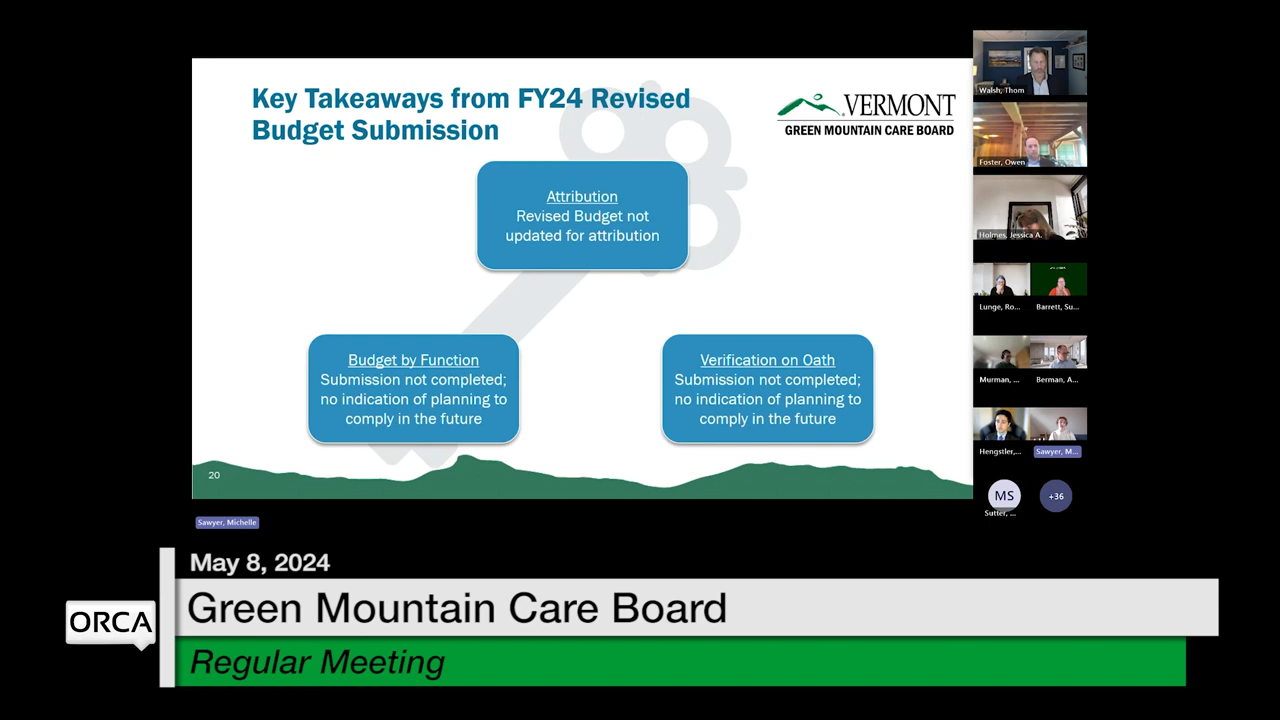 Key Takeaways from FY24 Revised
Budget Submission
VERMONT
GREEN MOUNTAIN CARE BOARD
Attribution
Revised Budget not
updated for attribution
Budget by Function
Submission not completed;
no indication of planning to
comply in the future
Verification on Oath
Submission not completed;
no indication of planning to
comply in the future
20
Sawyer, Michelle
Walsh, Thom
Foster, Owen
Holmes, Jessica A.
Lunge, Ro...
Barrett, Su...
Murman, ...
Berman, A...
Hengstler,...
Sawyer, M...
MS
+36
Sutter, ...
May 8, 2024
ORCA
Green Mountain Care Board
Regular Meeting